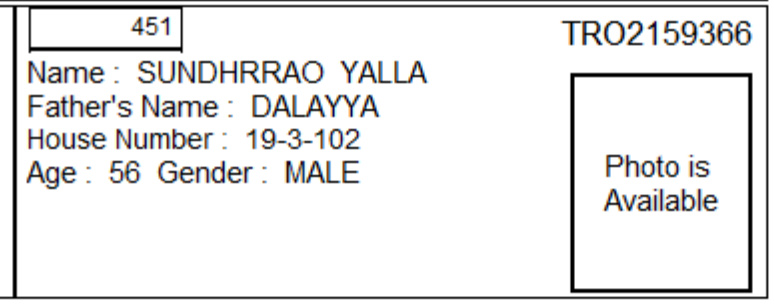 451
TRO2159366
Name : SUNDHRRAO YALLA
Father's Name : DALAYYA
House Number : 19-3-102
Age : 56 Gender : MALE
Photo is
Available